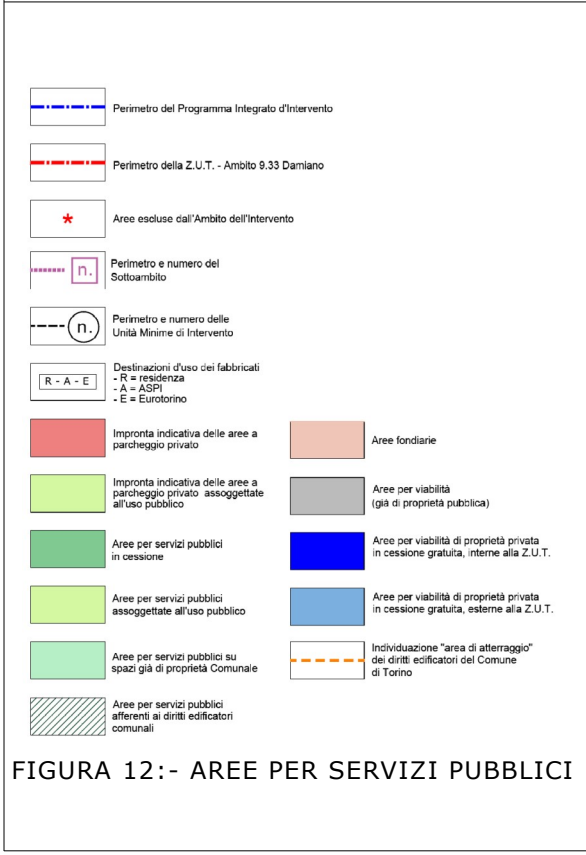 Perimetro del Programma Integrato d'Intervento
Perimetro della Z.U.T. - Ambito 9.33 Damiano
*
Aree escluse dall'Ambito dell'Intervento
n.
Perimetro e numero del
Sottoambito
n.
Perimetro e numero delle
Unità Minime di Intervento
R - A - E
Destinazioni d'uso dei fabbricati
- R = residenza
- A = ASPI
- E = Eurotorino
Impronta indicativa delle aree a
parcheggio privato
Impronta indicativa delle aree a
parcheggio privato assoggettate
all'uso pubblico
Aree per servizi pubblici
in cessione
Aree per servizi pubblici
assoggettate all'uso pubblico
Aree per servizi pubblici su
spazi già di proprietà Comunale
Aree per servizi pubblici
afferenti ai diritti edificatori
comunali
Aree fondiarie
Aree per viabilità
(già di proprietà pubblica)
Aree per viabilità di proprietà privata
in cessione gratuita, interne alla Z.U.T.
Aree per viabilità di proprietà privata
in cessione gratuita, esterne alla Z.U.T.
Individuazione "area di atterraggio"
dei diritti edificatori del Comune
di Torino
FIGURA 12:- AREE PER SERVIZI PUBBLICI